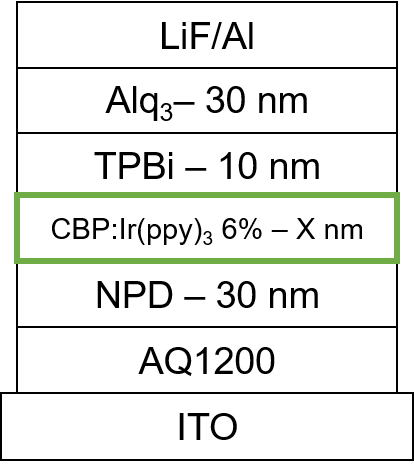 LiF/Al
Alq₃– 30 nm
TPBi – 10 nm
CBP:Ir(ppy)₃ 6% – X nm
NPD – 30 nm
AQ1200
ITO